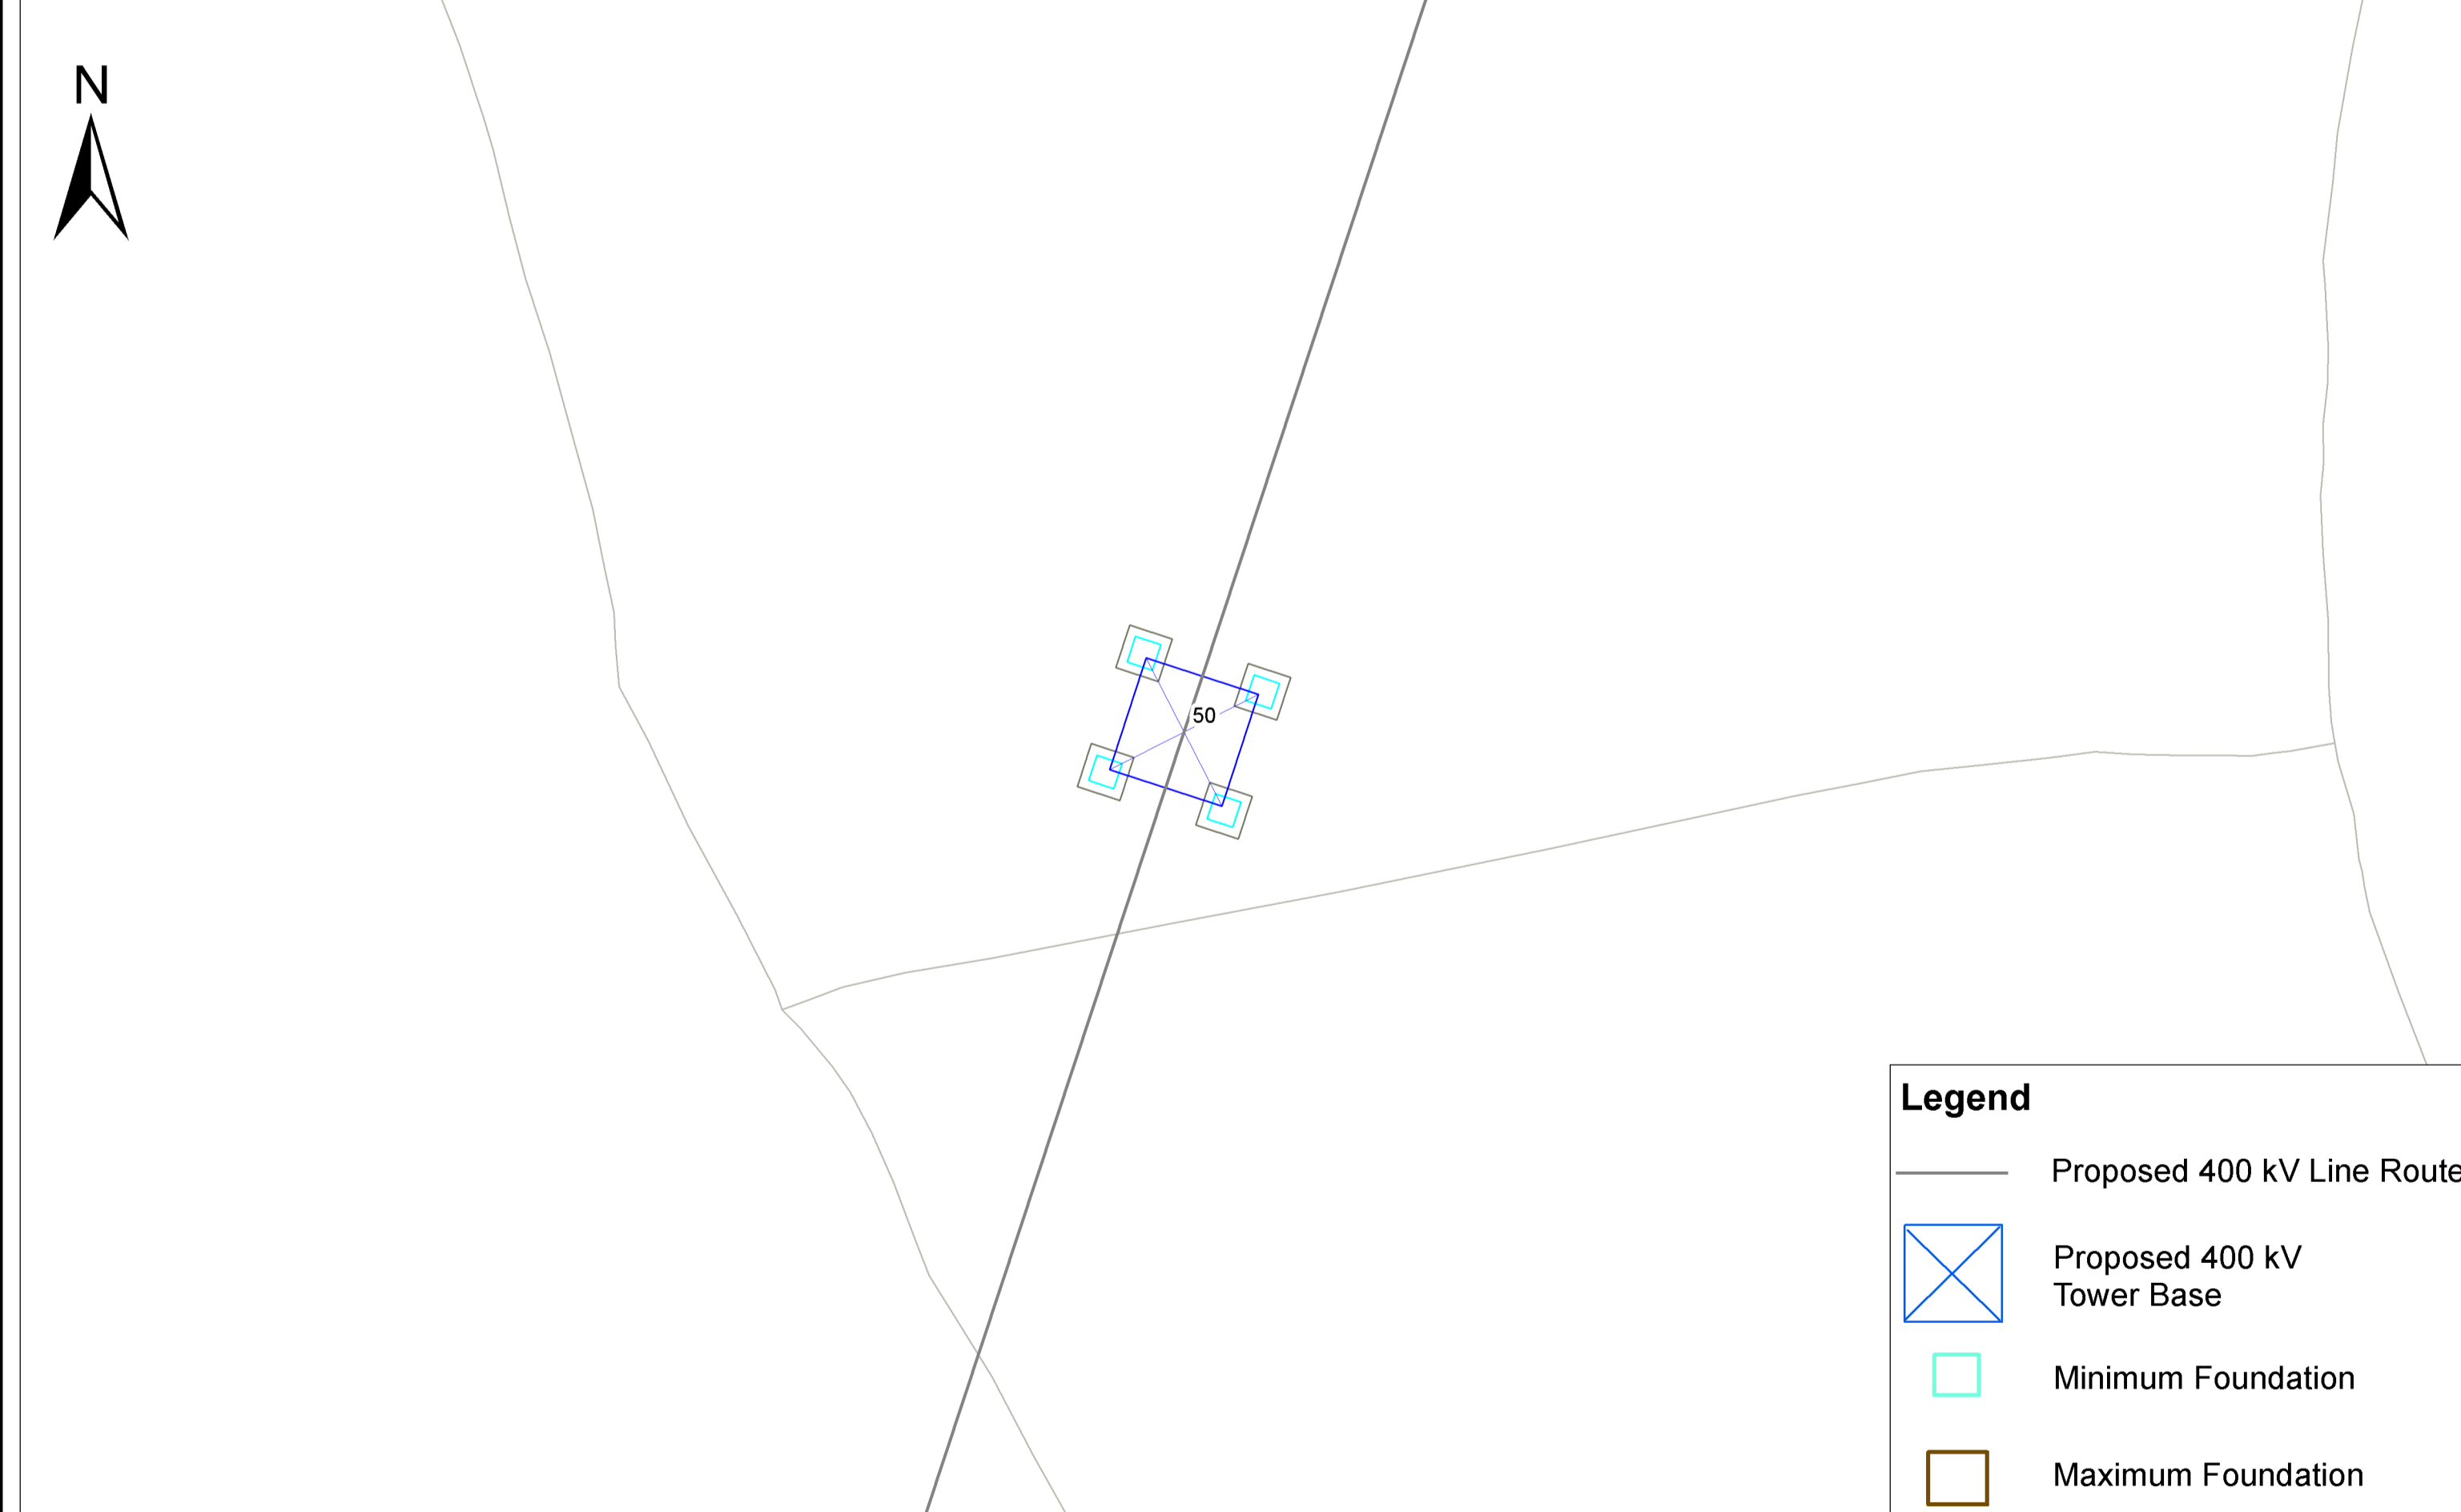 N
50
Legend
Proposed 400 kV Line Route
Proposed 400 kV
Tower Base
Minimum Foundation
Maximum Foundation